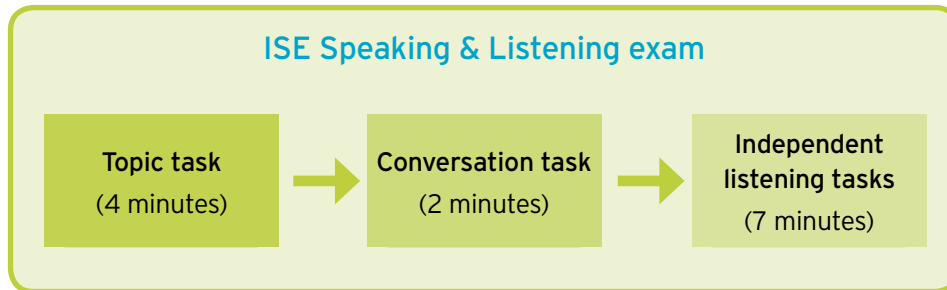 ISE Speaking & Listening exam
Topic task
(4 minutes)
Conversation task
(2 minutes)
Independent
listening tasks
(7 minutes)